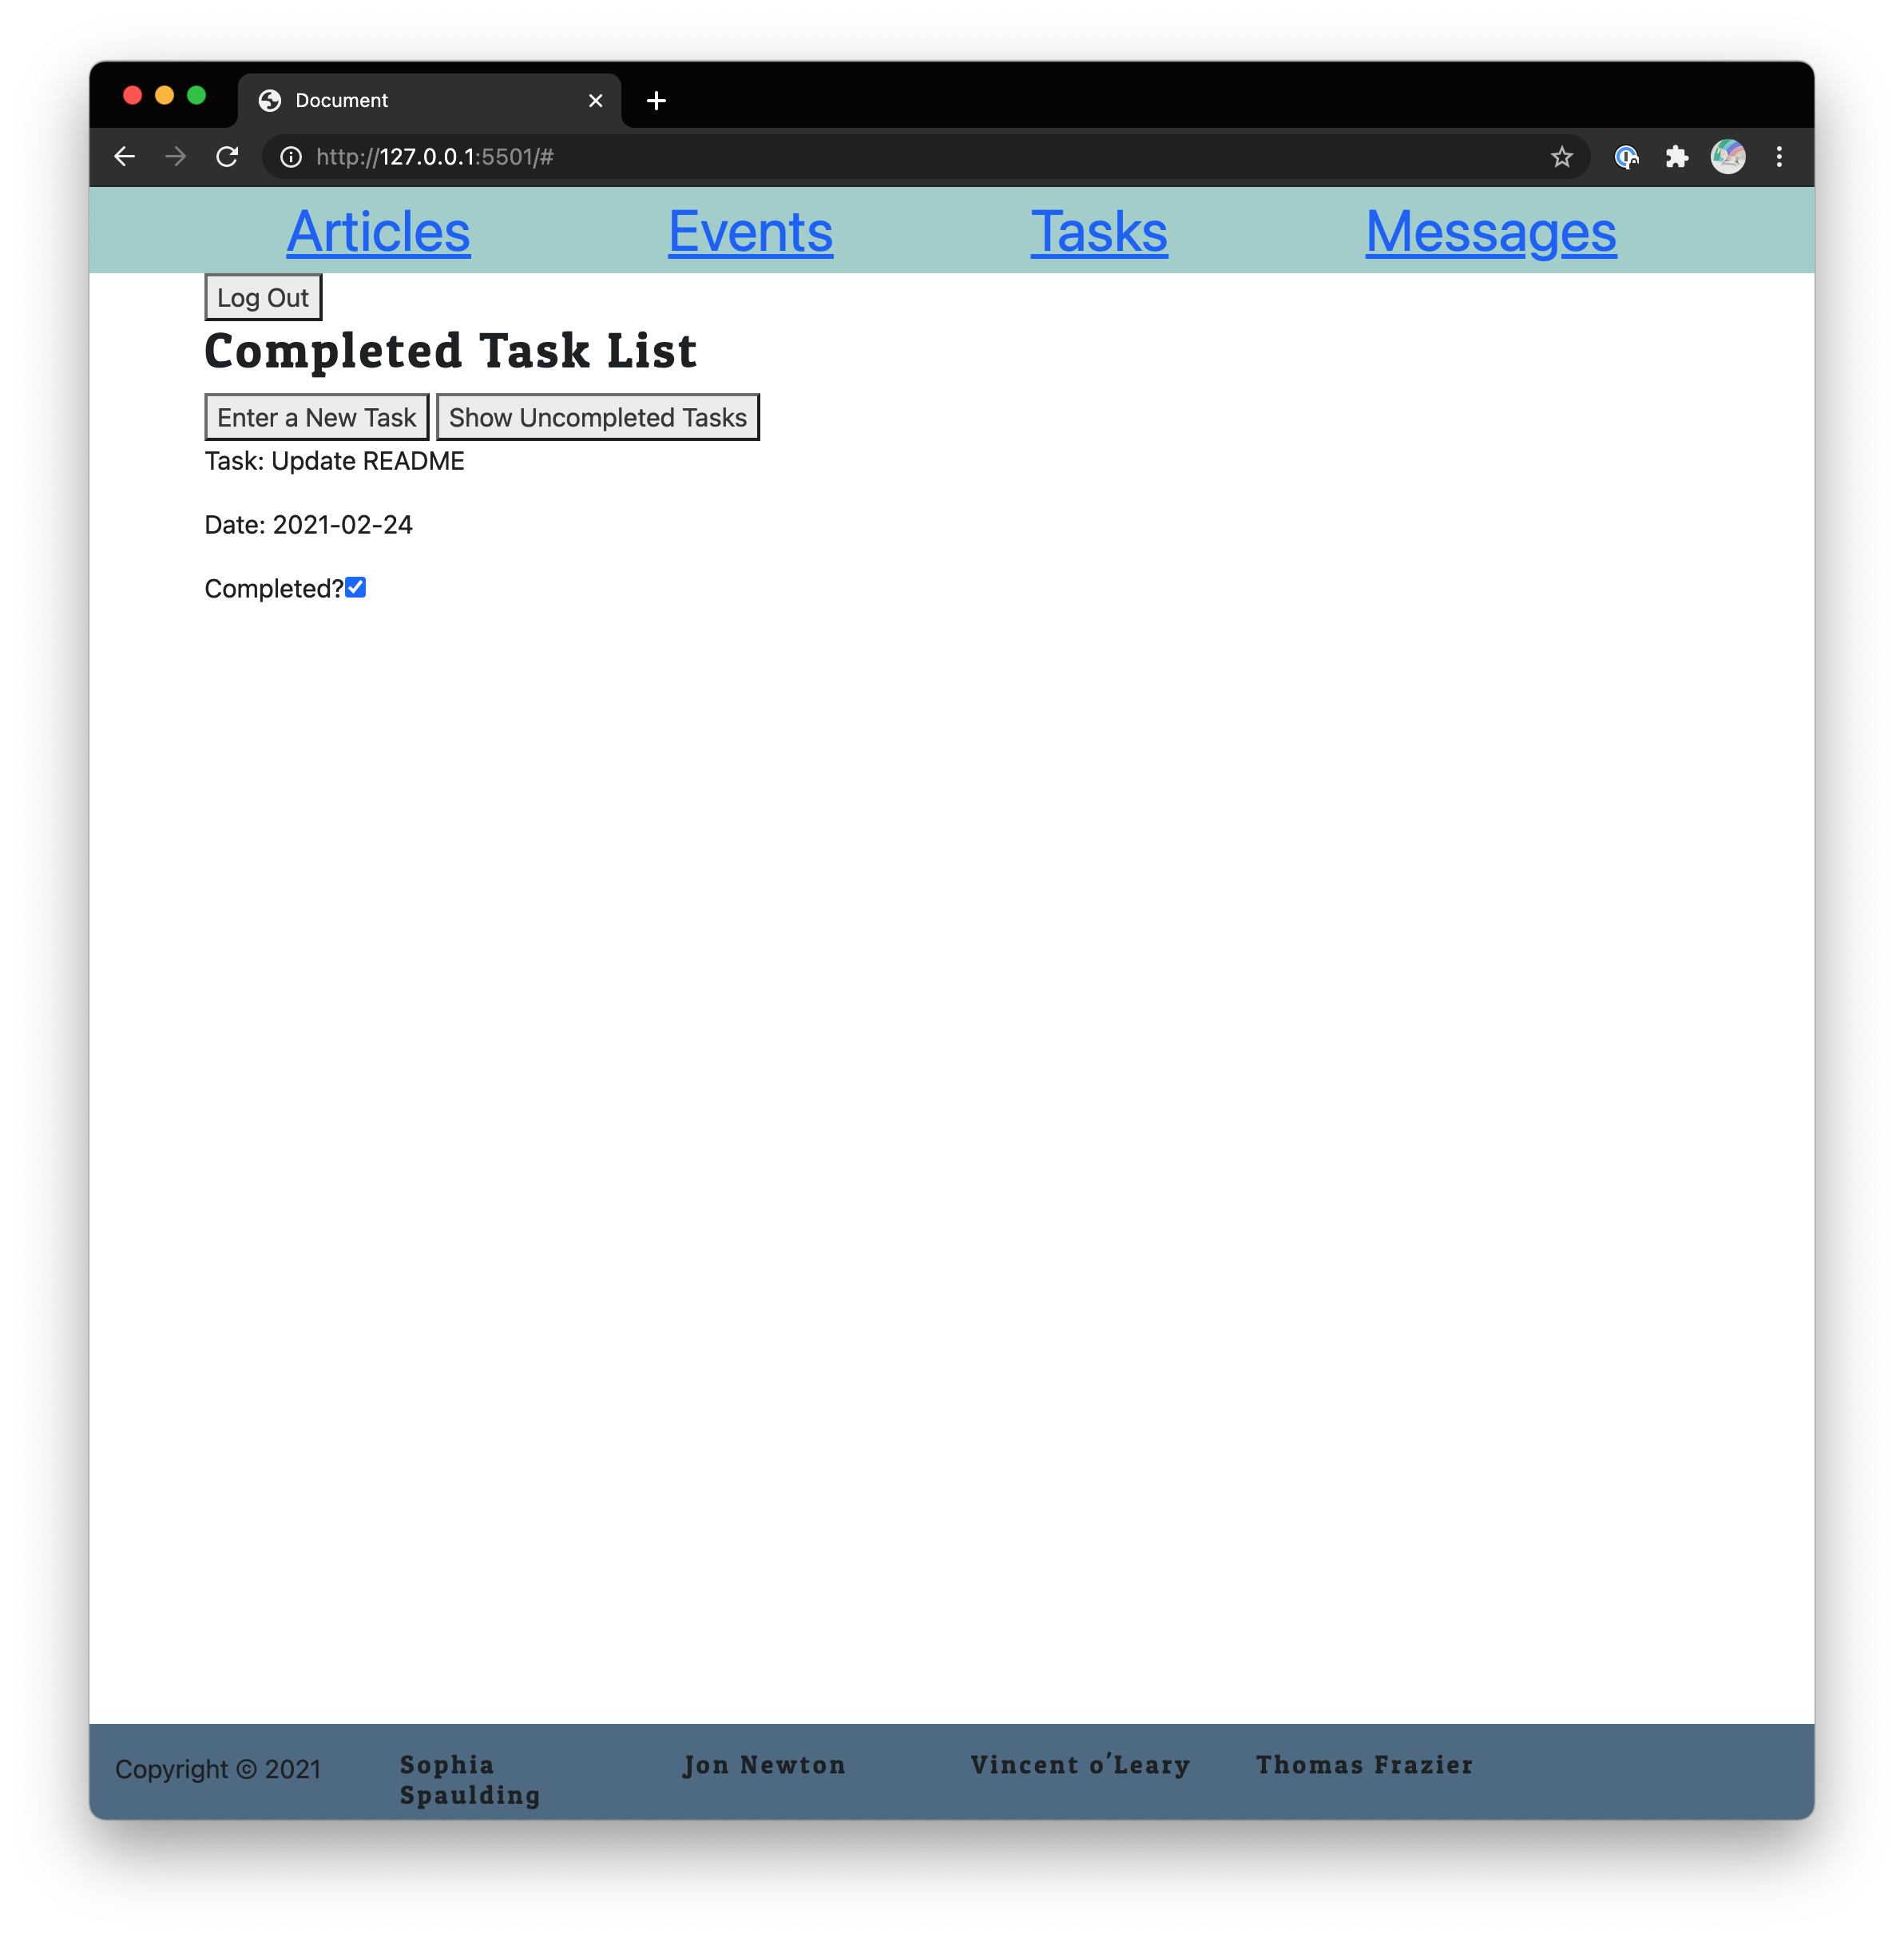 Document
http://127.0.0.1:5501/#
Articles Events Tasks Messages
Log Out
Completed Task List
Enter a New Task Show Uncompleted Tasks
Task: Update README
Date: 2021-02-24
Completed?
Copyright © 2021 Sophia Jon Newton Vincent o'Leary Thomas Frazier
Spaulding